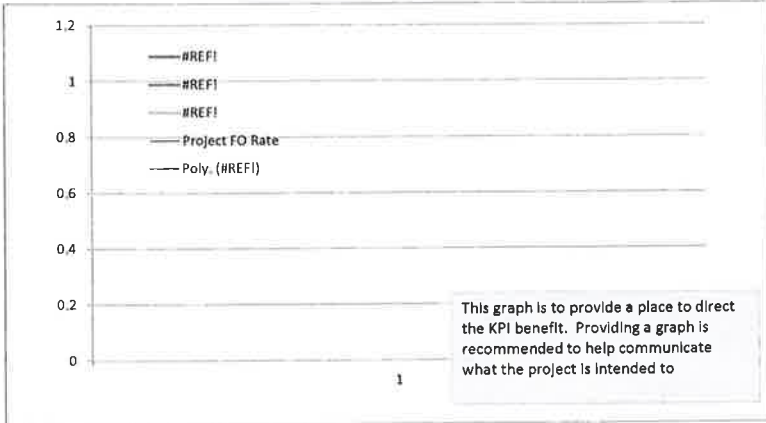 1,2
#REF!
#REF!
1
#REF!
0,8
Project FO Rate
Poly. (#REF!)
0,6
0,4
0,2
This graph is to provide a place to direct
the KPI benefit. Providing a graph is
recommended to help communicate
what the project is intended to
0
1